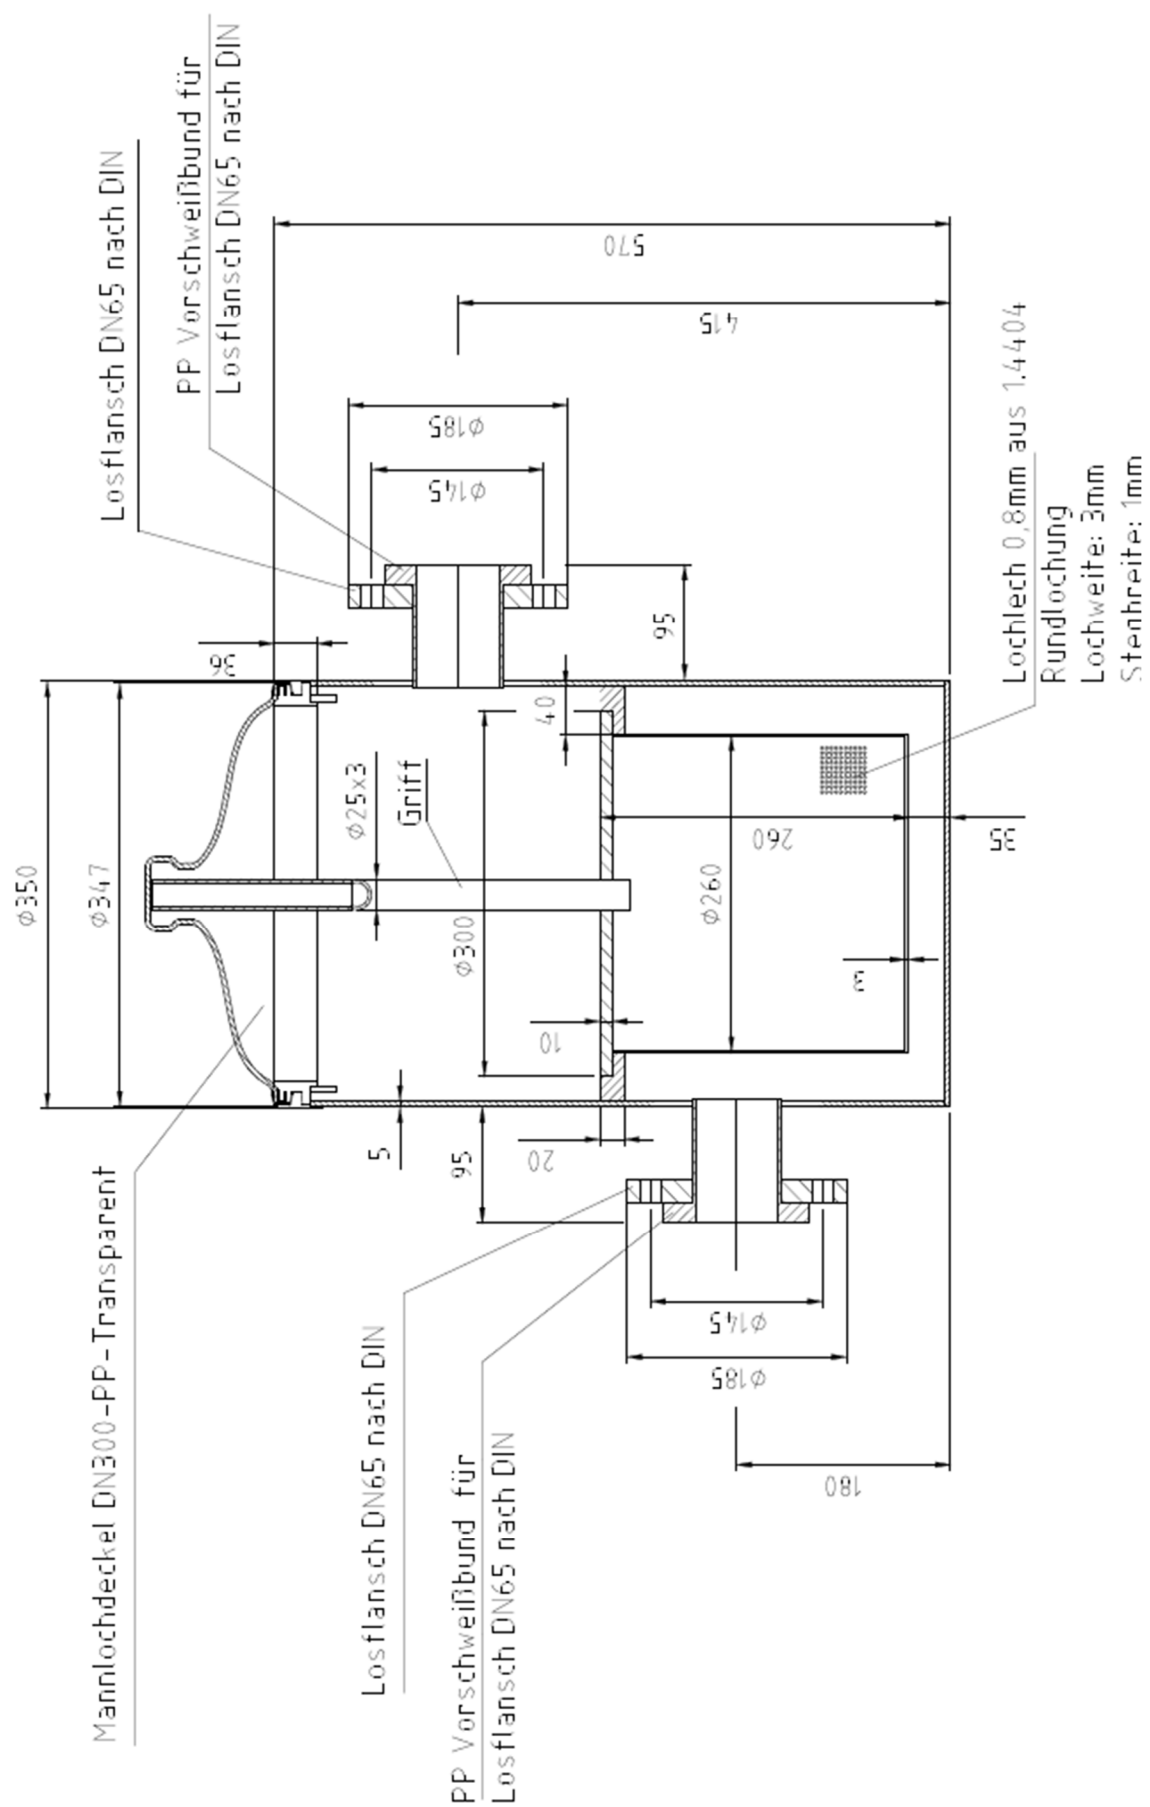 Losflansch DN65 nach DIN
PP Vorschweißbund für
Losflansch DN65 nach DIN
570
415
Ø185
Ø145
95
36
40
Ø350
Ø347
Ø25x3
Griff
Ø300
260
Ø260
35
3
10
20
5
95
Lochlech 0,8mm aus 1.4404
Rundlochung
Lochweite: 3mm
Stenhreite: 1mm
Mannlochdeckel DN300-PP-Transparent
Losflansch DN65 nach DIN
PP Vorschweißbund für
Losflansch DN65 nach DIN
Ø145
Ø185
180